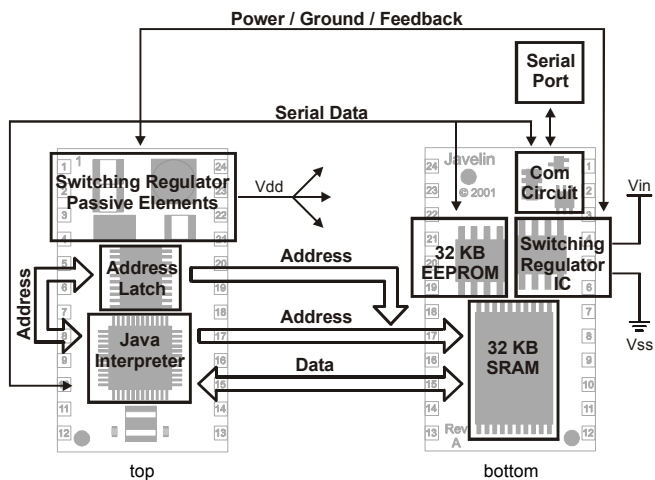 Power / Ground / Feedback
Serial
Port
Serial Data
1
1
24
2
23
3
22
4
21
Switching Regulator
Passive Elements
Vdd
24
Javelin
© 2001
1
23
2
22
3
21
4
Com
Circuit
Vin
Address
Latch
5
20
6
19
Address
32 KB
EEPROM
20
19
Switching
Regulator
IC
5
6
Address
7
18
8
17
Java
Interpreter
9
16
10
15
Address
Data
18
7
17
8
16
9
15
10
32 KB
SRAM
Vss
11
14
12
13
14
11
13
12
Rev
A
top
bottom